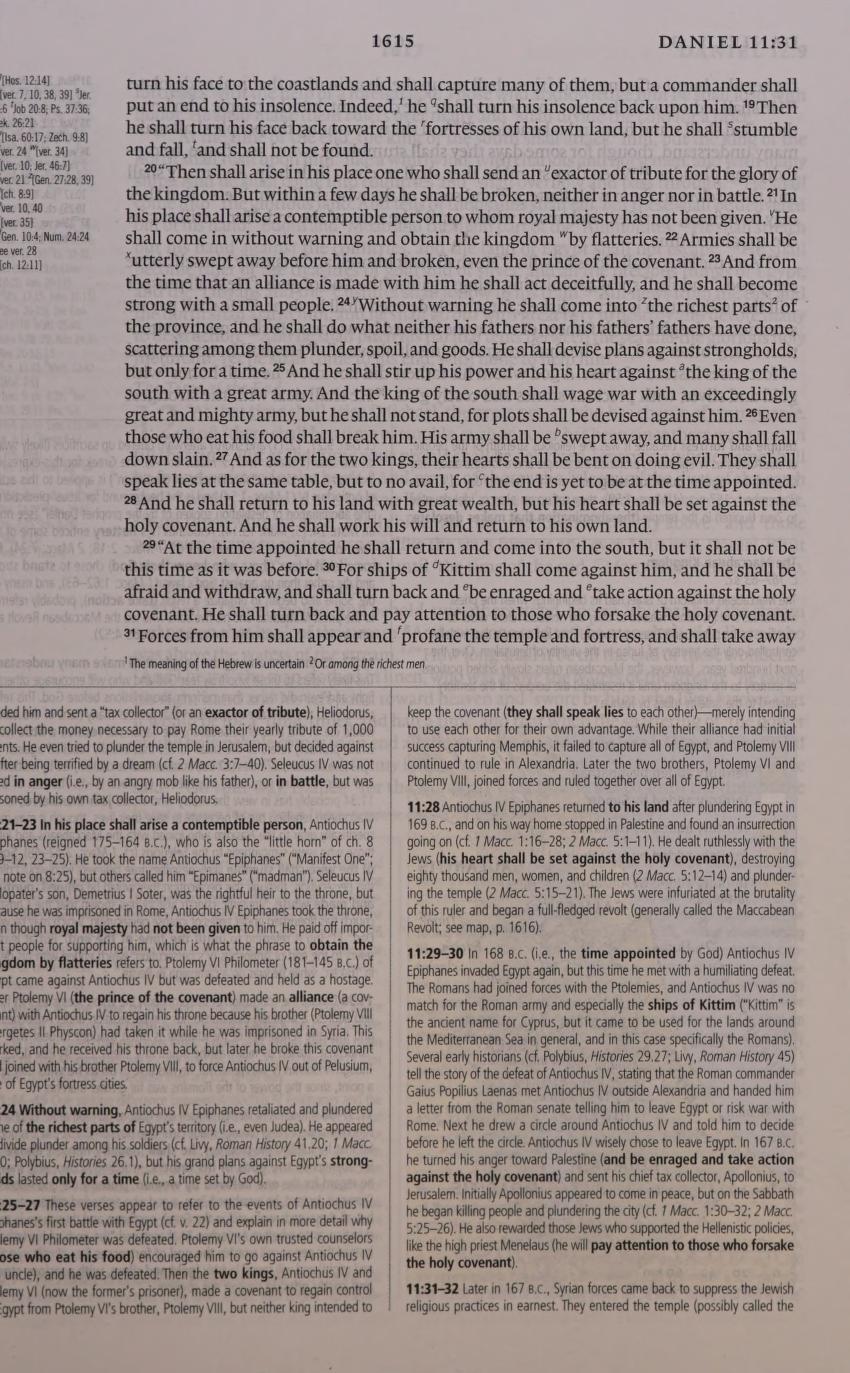 1615
DANIEL 11:31
[Hos. 12:14]
[ver. 7, 10, 38, 39] ˢJer.
6 ᵗJob 20:8; Ps. 37:36;
ek. 26:21
[Isa. 60:17; Zech. 9:8]
ver. 24 ʷ[ver. 34]
[ver. 10; Jer. 46:7]
ver. 21 ᶻ[Gen. 27:28, 39]
[ch. 8:9]
ver. 10, 40
[ver. 35]
Gen. 10:4; Num. 24:24
ee ver. 28
[ch. 12:11]
turn his face to the coastlands and shall capture many of them, but a commander shall
put an end to his insolence. Indeed,¹ he ᑫshall turn his insolence back upon him. ¹⁹Then
he shall turn his face back toward the ʳfortresses of his own land, but he shall ˢstumble
and fall, ᵗand shall not be found.
²⁰“Then shall arise in his place one who shall send an ᵘexactor of tribute for the glory of
the kingdom. But within a few days he shall be broken, neither in anger nor in battle. ²¹In
his place shall arise a contemptible person to whom royal majesty has not been given. ᵛHe
shall come in without warning and obtain the kingdom ʷby flatteries. ²²Armies shall be
ˣutterly swept away before him and broken, even the prince of the covenant. ²³And from
the time that an alliance is made with him he shall act deceitfully, and he shall become
strong with a small people. ²⁴ʸWithout warning he shall come into ᶻthe richest parts² of
the province, and he shall do what neither his fathers nor his fathers’ fathers have done,
scattering among them plunder, spoil, and goods. He shall devise plans against strongholds,
but only for a time. ²⁵And he shall stir up his power and his heart against ᵃthe king of the
south with a great army. And the king of the south shall wage war with an exceedingly
great and mighty army, but he shall not stand, for plots shall be devised against him. ²⁶Even
those who eat his food shall break him. His army shall be ᵇswept away, and many shall fall
down slain. ²⁷And as for the two kings, their hearts shall be bent on doing evil. They shall
speak lies at the same table, but to no avail, for ᶜthe end is yet to be at the time appointed.
²⁸And he shall return to his land with great wealth, but his heart shall be set against the
holy covenant. And he shall work his will and return to his own land.
²⁹“At the time appointed he shall return and come into the south, but it shall not be
this time as it was before. ³⁰For ships of ᵈKittim shall come against him, and he shall be
afraid and withdraw, and shall turn back and ᵉbe enraged and ᵉtake action against the holy
covenant. He shall turn back and pay attention to those who forsake the holy covenant.
³¹Forces from him shall appear and ᶠprofane the temple and fortress, and shall take away
¹The meaning of the Hebrew is uncertain ²Or among the richest men
ded him and sent a “tax collector” (or an exactor of tribute), Heliodorus,
collect the money necessary to pay Rome their yearly tribute of 1,000
ents. He even tried to plunder the temple in Jerusalem, but decided against
fter being terrified by a dream (cf. 2 Macc. 3:7–40). Seleucus IV was not
ed in anger (i.e., by an angry mob like his father), or in battle, but was
soned by his own tax collector, Heliodorus.
21–23 In his place shall arise a contemptible person, Antiochus IV
phanes (reigned 175–164 B.C.), who is also the “little horn” of ch. 8
9–12, 23–25). He took the name Antiochus “Epiphanes” (“Manifest One”;
note on 8:25), but others called him “Epimanes” (“madman”). Seleucus IV
lopater’s son, Demetrius I Soter, was the rightful heir to the throne, but
ause he was imprisoned in Rome, Antiochus IV Epiphanes took the throne,
n though royal majesty had not been given to him. He paid off impor-
t people for supporting him, which is what the phrase to obtain the
gdom by flatteries refers to. Ptolemy VI Philometer (181–145 B.C.) of
pt came against Antiochus IV but was defeated and held as a hostage.
er Ptolemy VI (the prince of the covenant) made an alliance (a cov-
nt) with Antiochus IV to regain his throne because his brother (Ptolemy VIII
rgetes II Physcon) had taken it while he was imprisoned in Syria. This
rked, and he received his throne back, but later he broke this covenant
joined with his brother Ptolemy VIII, to force Antiochus IV out of Pelusium,
of Egypt’s fortress cities.
24 Without warning, Antiochus IV Epiphanes retaliated and plundered
e of the richest parts of Egypt’s territory (i.e., even Judea). He appeared
divide plunder among his soldiers (cf. Livy, Roman History 41.20; 1 Macc.
0; Polybius, Histories 26.1), but his grand plans against Egypt’s strong-
ds lasted only for a time (i.e., a time set by God).
25–27 These verses appear to refer to the events of Antiochus IV
phanes’s first battle with Egypt (cf. v. 22) and explain in more detail why
lemy VI Philometer was defeated. Ptolemy VI’s own trusted counselors
ose who eat his food) encouraged him to go against Antiochus IV
uncle), and he was defeated. Then the two kings, Antiochus IV and
lemy VI (now the former’s prisoner), made a covenant to regain control
gypt from Ptolemy VI’s brother, Ptolemy VIII, but neither king intended to
keep the covenant (they shall speak lies to each other)—merely intending
to use each other for their own advantage. While their alliance had initial
success capturing Memphis, it failed to capture all of Egypt, and Ptolemy VIII
continued to rule in Alexandria. Later the two brothers, Ptolemy VI and
Ptolemy VIII, joined forces and ruled together over all of Egypt.
11:28 Antiochus IV Epiphanes returned to his land after plundering Egypt in
169 B.C., and on his way home stopped in Palestine and found an insurrection
going on (cf. 1 Macc. 1:16–28; 2 Macc. 5:1–11). He dealt ruthlessly with the
Jews (his heart shall be set against the holy covenant), destroying
eighty thousand men, women, and children (2 Macc. 5:12–14) and plunder-
ing the temple (2 Macc. 5:15–21). The Jews were infuriated at the brutality
of this ruler and began a full-fledged revolt (generally called the Maccabean
Revolt; see map, p. 1616).
11:29–30 In 168 B.C. (i.e., the time appointed by God) Antiochus IV
Epiphanes invaded Egypt again, but this time he met with a humiliating defeat.
The Romans had joined forces with the Ptolemies, and Antiochus IV was no
match for the Roman army and especially the ships of Kittim (“Kittim” is
the ancient name for Cyprus, but it came to be used for the lands around
the Mediterranean Sea in general, and in this case specifically the Romans).
Several early historians (cf. Polybius, Histories 29.27; Livy, Roman History 45)
tell the story of the defeat of Antiochus IV, stating that the Roman commander
Gaius Popilius Laenas met Antiochus IV outside Alexandria and handed him
a letter from the Roman senate telling him to leave Egypt or risk war with
Rome. Next he drew a circle around Antiochus IV and told him to decide
before he left the circle. Antiochus IV wisely chose to leave Egypt. In 167 B.C.
he turned his anger toward Palestine (and be enraged and take action
against the holy covenant) and sent his chief tax collector, Apollonius, to
Jerusalem. Initially Apollonius appeared to come in peace, but on the Sabbath
he began killing people and plundering the city (cf. 1 Macc. 1:30–32; 2 Macc.
5:25–26). He also rewarded those Jews who supported the Hellenistic policies,
like the high priest Menelaus (he will pay attention to those who forsake
the holy covenant).
11:31–32 Later in 167 B.C., Syrian forces came back to suppress the Jewish
religious practices in earnest. They entered the temple (possibly called the